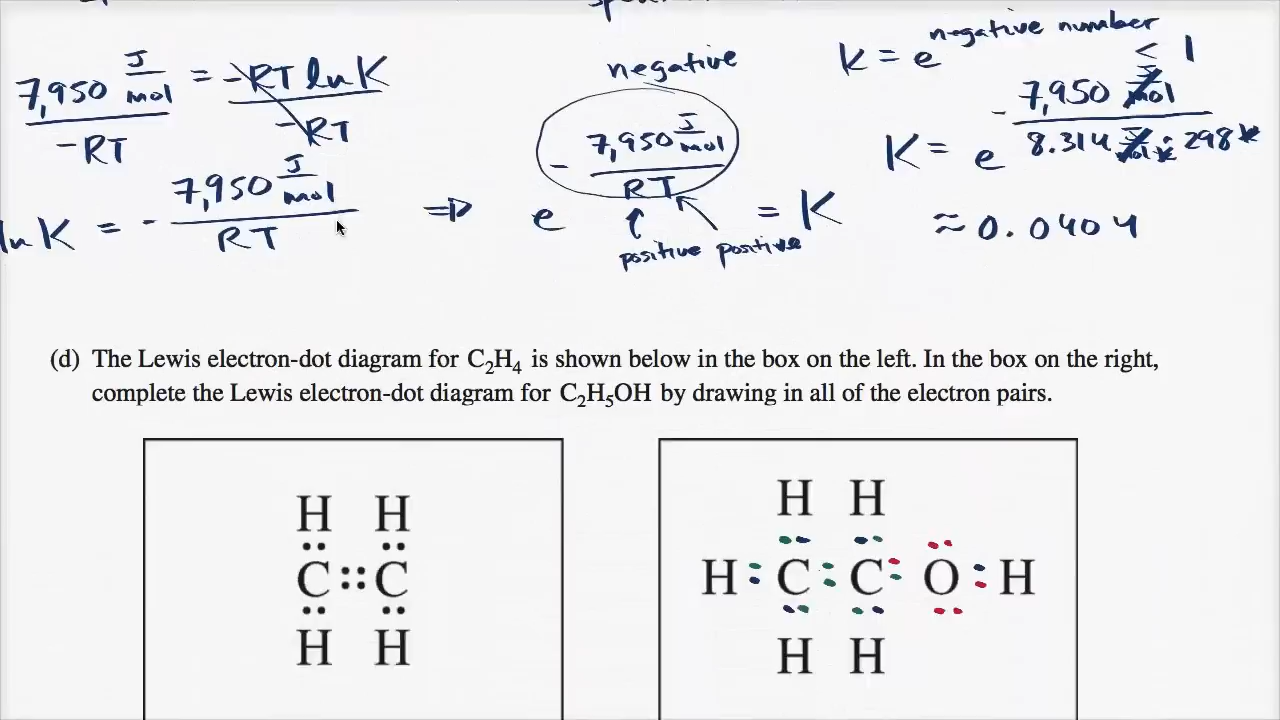 negative number
7,950 J/mol = -RT ln K
negative
K = e < 1
-RT -RT
- 7,950 J/mol
RT
- 7,950 J/mol
K = e 8.314 J/mol·K · 298 K
ln K = - 7,950 J/mol
RT
⇒ e = K
≈ 0.0404
positive positive
(d) The Lewis electron-dot diagram for C₂H₄ is shown below in the box on the left. In the box on the right,
complete the Lewis electron-dot diagram for C₂H₅OH by drawing in all of the electron pairs.
H H
C::C
H H
H H
H:C:C:O:H
H H